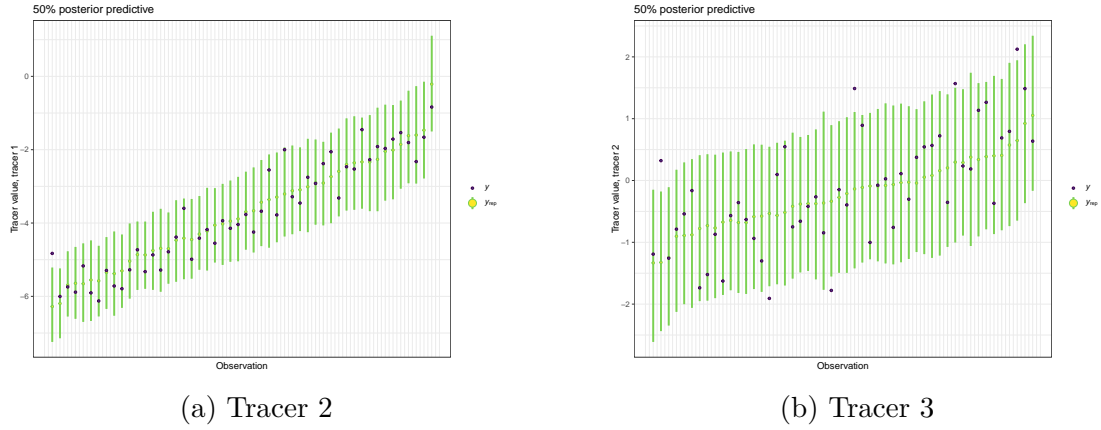 50% posterior predictive
Tracer value, tracer 1
0
−2
−4
−6
Observation
y
yrep
(a) Tracer 2
50% posterior predictive
Tracer value, tracer 2
2
1
0
−1
−2
Observation
y
yrep
(b) Tracer 3